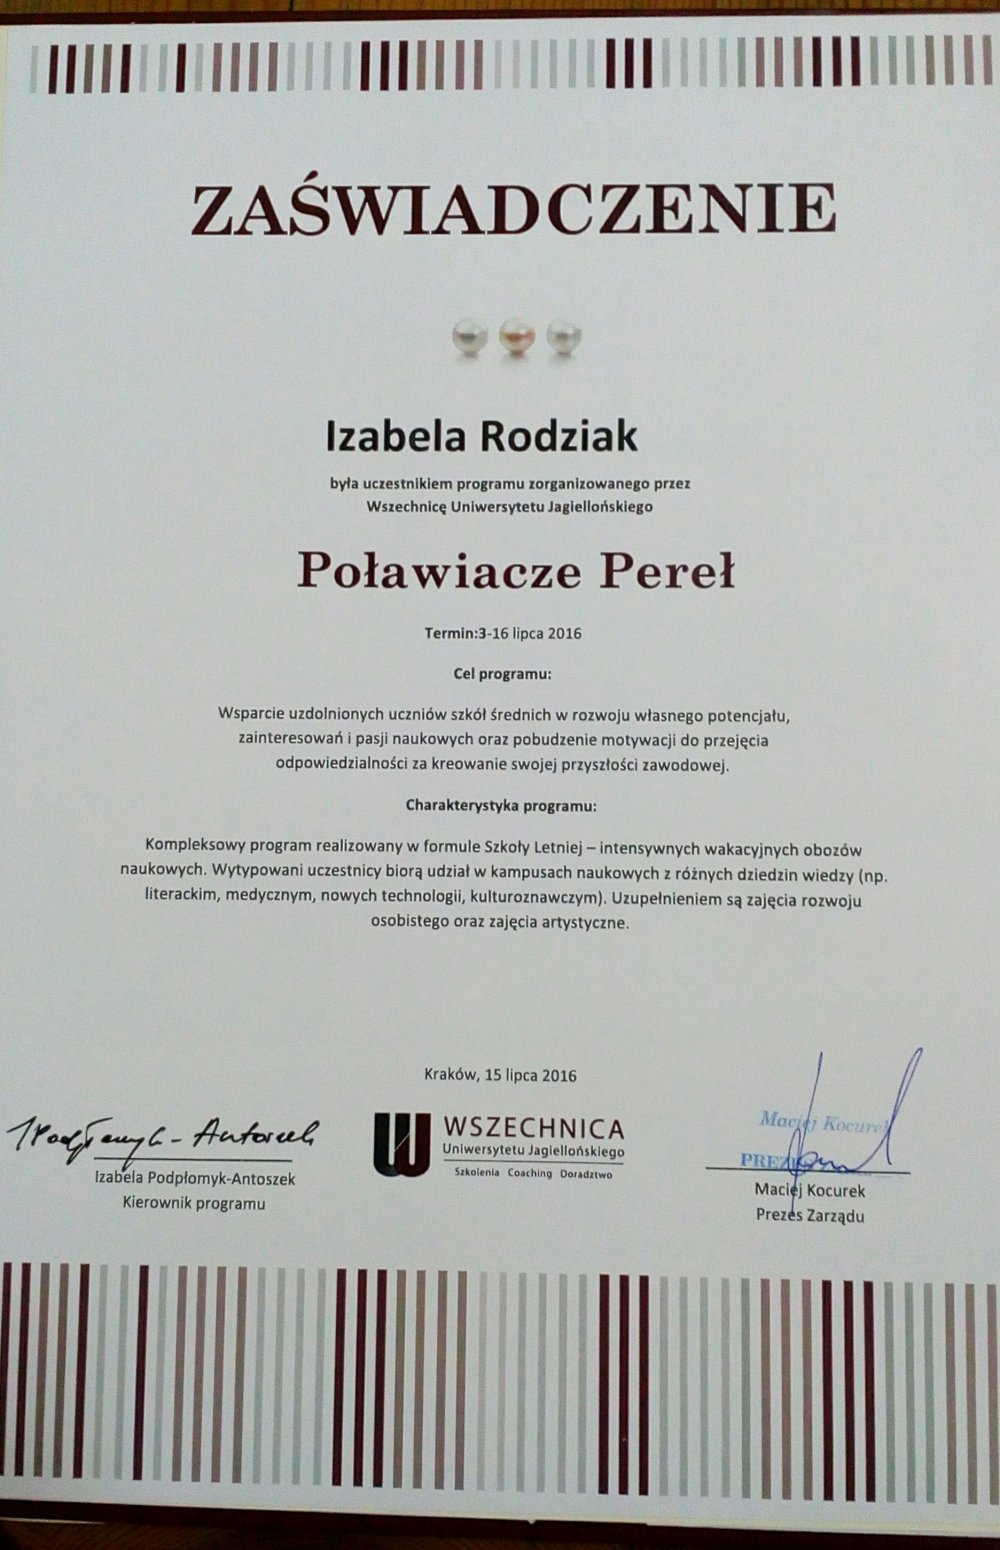 ZAŚWIADCZENIE
Izabela Rodziak
była uczestnikiem programu zorganizowanego przez
Wszechnicę Uniwersytetu Jagiellońskiego
Poławiacze Pereł
Termin:3-16 lipca 2016
Cel programu:
Wsparcie uzdolnionych uczniów szkół średnich w rozwoju własnego potencjału,
zainteresowań i pasji naukowych oraz pobudzenie motywacji do przejęcia
odpowiedzialności za kreowanie swojej przyszłości zawodowej.
Charakterystyka programu:
Kompleksowy program realizowany w formule Szkoły Letniej – intensywnych wakacyjnych obozów
naukowych. Wytypowani uczestnicy biorą udział w kampusach naukowych z różnych dziedzin wiedzy (np.
literackim, medycznym, nowych technologii, kulturoznawczym). Uzupełnieniem są zajęcia rozwoju
osobistego oraz zajęcia artystyczne.
Kraków, 15 lipca 2016
IPodpłomyk-Antoszek
Izabela Podpłomyk-Antoszek
Kierownik programu
WSZECHNICA
Uniwersytetu Jagiellońskiego
Szkolenia Coaching Doradztwo
Maciej Kocurek
Maciej Kocurek
Prezes Zarządu